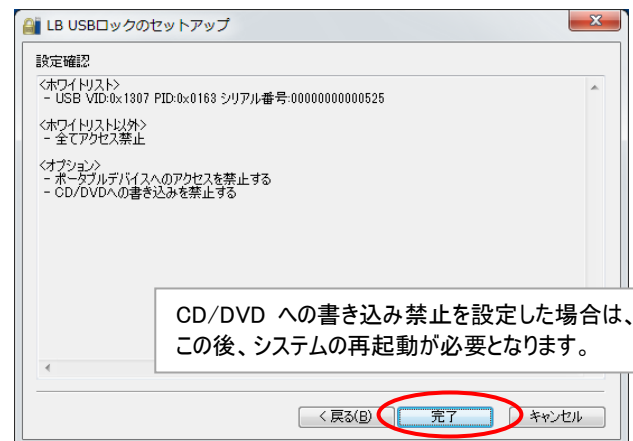 LB USBロックのセットアップ
設定確認
<ホワイトリスト>
- USB VID:0x1307 PID:0x0163 シリアル番号:00000000000525
<ホワイトリスト以外>
- 全てアクセス禁止
<オプション>
- ポータブルデバイスへのアクセスを禁止する
- CD/DVDへの書き込みを禁止する
CD/DVD への書き込み禁止を設定した場合は、
この後、システムの再起動が必要となります。
< 戻る(B)
完了
キャンセル